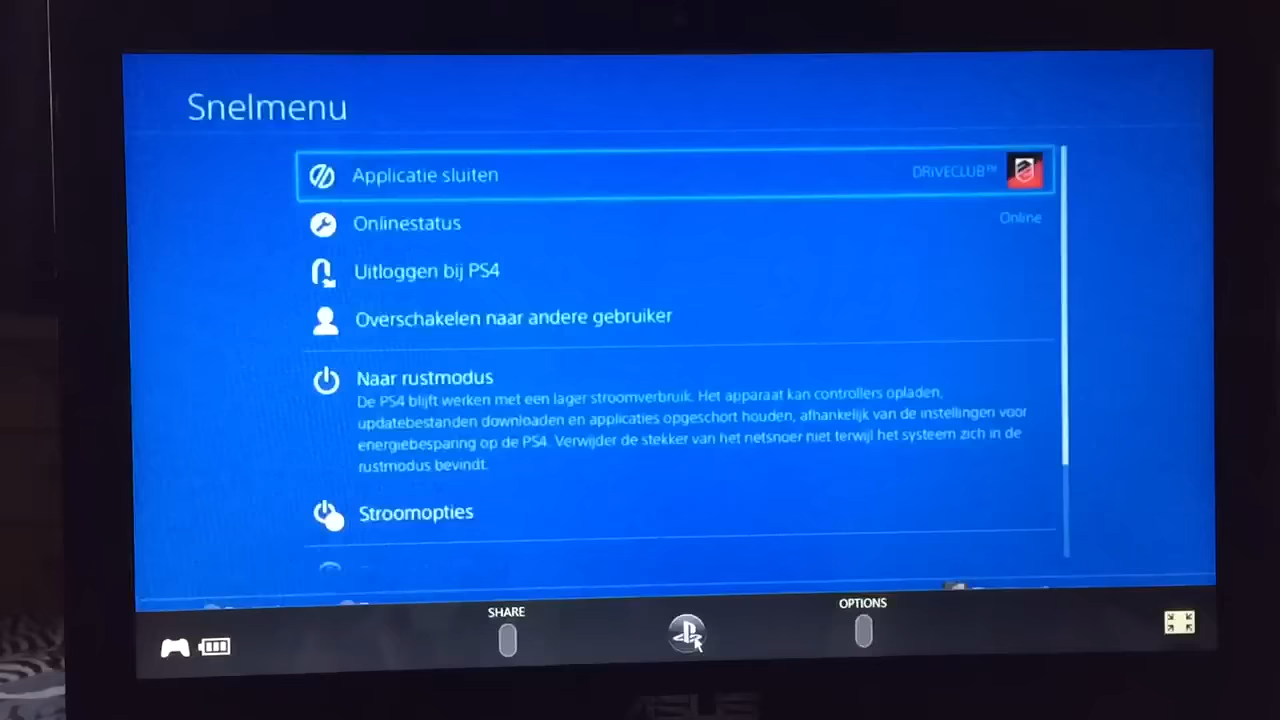 Snelmenu
Applicatie sluiten
DRIVECLUB™
Onlinestatus
Online
Uitloggen bij PS4
Overschakelen naar andere gebruiker
Naar rustmodus
De PS4 blijft werken met een lager stroomverbruik. Het apparaat kan controllers opladen,
updatebestanden downloaden en applicaties opgeschort houden, afhankelijk van de instellingen voor
energiebesparing op de PS4. Verwijder de stekker van het netsnoer niet terwijl het systeem zich in de
rustmodus bevindt.
Stroomopties
SHARE
OPTIONS
ASUS